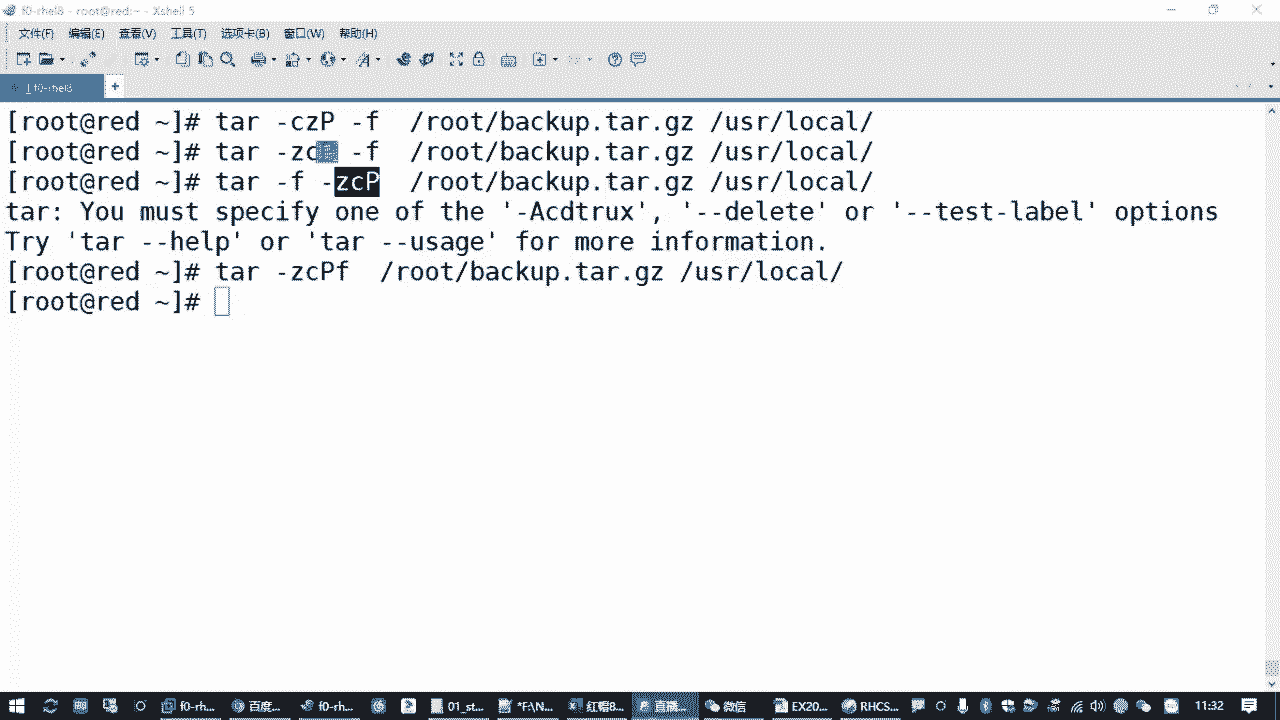 f0-rhel8 - root@red:~ - Xshell 5
文件(F) 编辑(E) 查看(V) 工具(T) 选项卡(B) 窗口(W) 帮助(H)
1 f0-rhel8 +
[root@red ~]# tar -czP -f  /root/backup.tar.gz /usr/local/
[root@red ~]# tar -zc -f  /root/backup.tar.gz /usr/local/
[root@red ~]# tar -f -zcP  /root/backup.tar.gz /usr/local/
tar: You must specify one of the '-Acdtrux', '--delete' or '--test-label' options
Try 'tar --help' or 'tar --usage' for more information.
[root@red ~]# tar -zcPf  /root/backup.tar.gz /usr/local/
[root@red ~]#
f0-rh... 百度... f0-rh... 01_st... *F\N... 红帽8... 直播... 微信 EX20... RHCS... 11:32